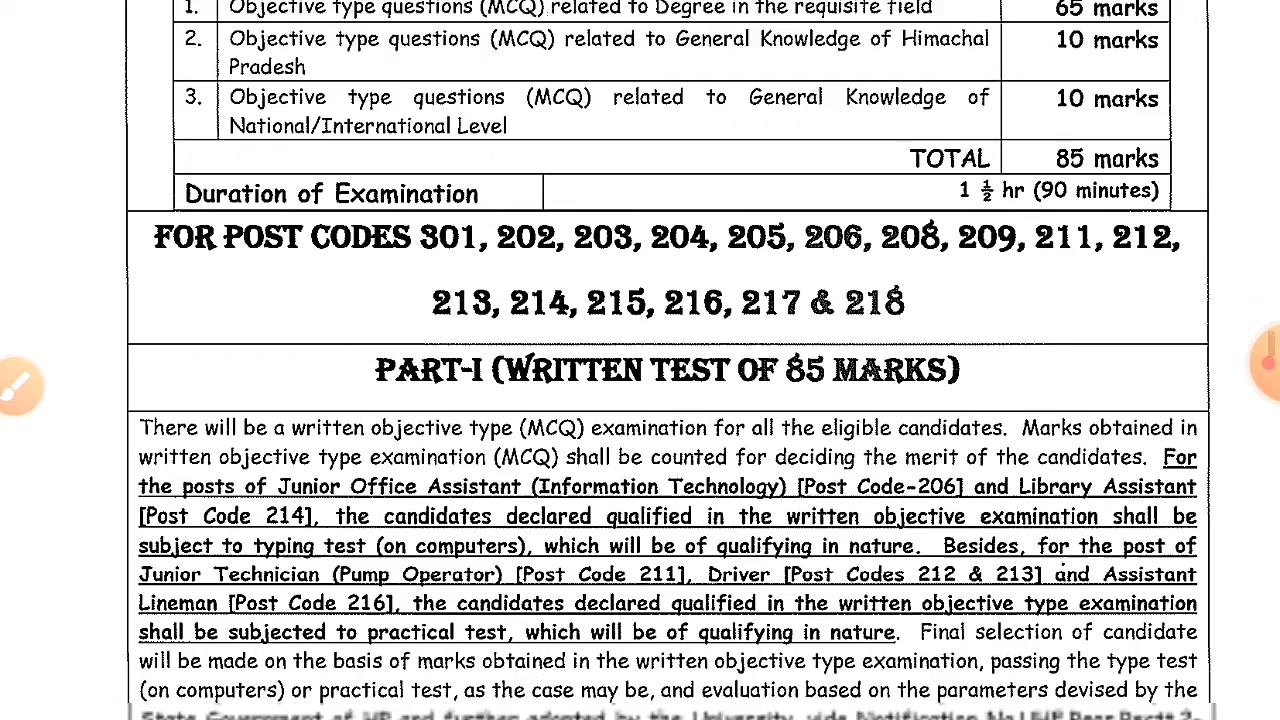 1. Objective type questions (MCQ) related to Degree in the requisite field 65 marks
2. Objective type questions (MCQ) related to General Knowledge of Himachal Pradesh 10 marks
3. Objective type questions (MCQ) related to General Knowledge of National/International Level 10 marks
TOTAL 85 marks
Duration of Examination 1 ½ hr (90 minutes)
FOR POST CODES 301, 202, 203, 204, 205, 206, 208, 209, 211, 212,
213, 214, 215, 216, 217 & 218
PART-I (WRITTEN TEST OF 85 MARKS)
There will be a written objective type (MCQ) examination for all the eligible candidates. Marks obtained in
written objective type examination (MCQ) shall be counted for deciding the merit of the candidates. For
the posts of Junior Office Assistant (Information Technology) [Post Code-206] and Library Assistant
[Post Code 214], the candidates declared qualified in the written objective examination shall be
subject to typing test (on computers), which will be of qualifying in nature. Besides, for the post of
Junior Technician (Pump Operator) [Post Code 211], Driver [Post Codes 212 & 213] and Assistant
Lineman [Post Code 216], the candidates declared qualified in the written objective type examination
shall be subjected to practical test, which will be of qualifying in nature. Final selection of candidate
will be made on the basis of marks obtained in the written objective type examination, passing the type test
(on computers) or practical test, as the case may be, and evaluation based on the parameters devised by the
State Government of HP and further adopted by the University, vide Notification